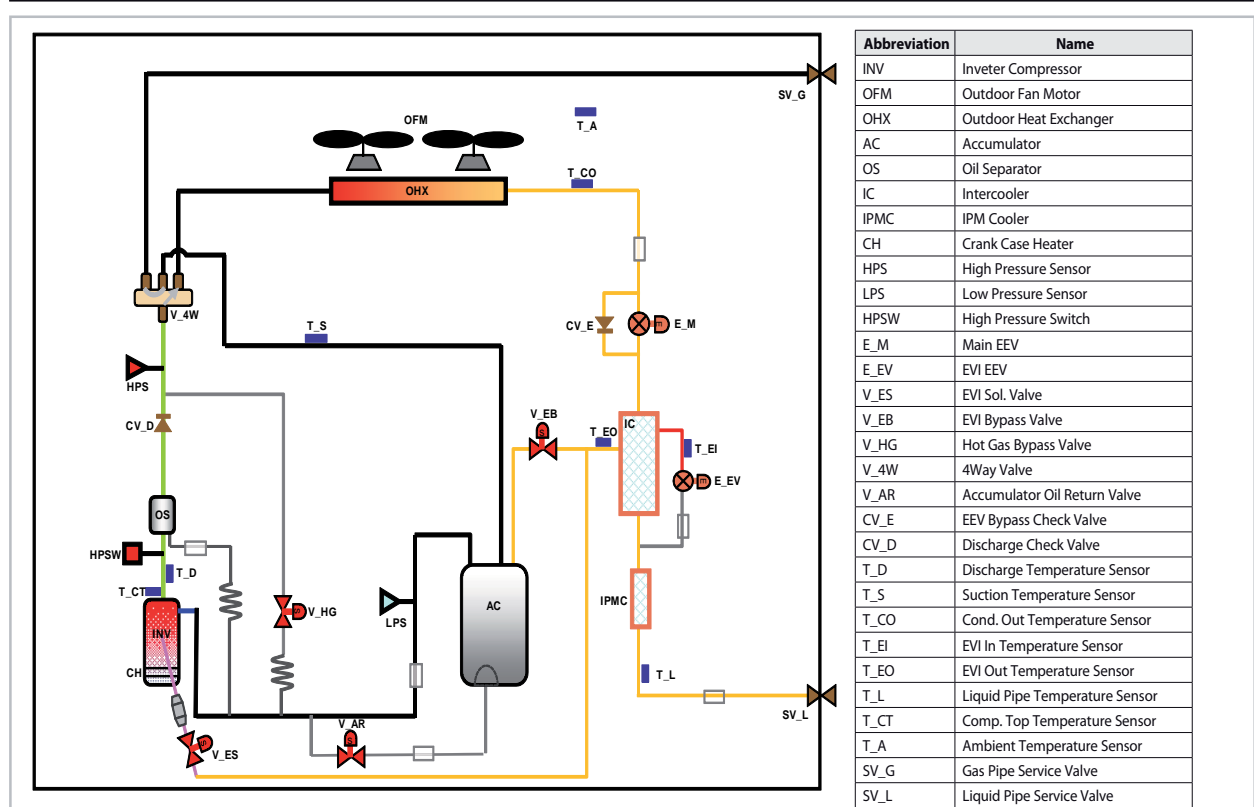 SV_G
OFM
T_A
T_CO
OHX
V_4W
T_S
CV_E
E
E_M
HPS
CV_D
V_EB
S
T_EO
IC
T_EI
E
E_EV
OS
HPSW
T_D
T_CT
INV
CH
S
V_HG
LPS
AC
IPMC
T_L
SV_L
V_AR
S
S
V_ES
Abbreviation Name
INV Inveter Compressor
OFM Outdoor Fan Motor
OHX Outdoor Heat Exchanger
AC Accumulator
OS Oil Separator
IC Intercooler
IPMC IPM Cooler
CH Crank Case Heater
HPS High Pressure Sensor
LPS Low Pressure Sensor
HPSW High Pressure Switch
E_M Main EEV
E_EV EVI EEV
V_ES EVI Sol. Valve
V_EB EVI Bypass Valve
V_HG Hot Gas Bypass Valve
V_4W 4Way Valve
V_AR Accumulator Oil Return Valve
CV_E EEV Bypass Check Valve
CV_D Discharge Check Valve
T_D Discharge Temperature Sensor
T_S Suction Temperature Sensor
T_CO Cond. Out Temperature Sensor
T_EI EVI In Temperature Sensor
T_EO EVI Out Temperature Sensor
T_L Liquid Pipe Temperature Sensor
T_CT Comp. Top Temperature Sensor
T_A Ambient Temperature Sensor
SV_G Gas Pipe Service Valve
SV_L Liquid Pipe Service Valve